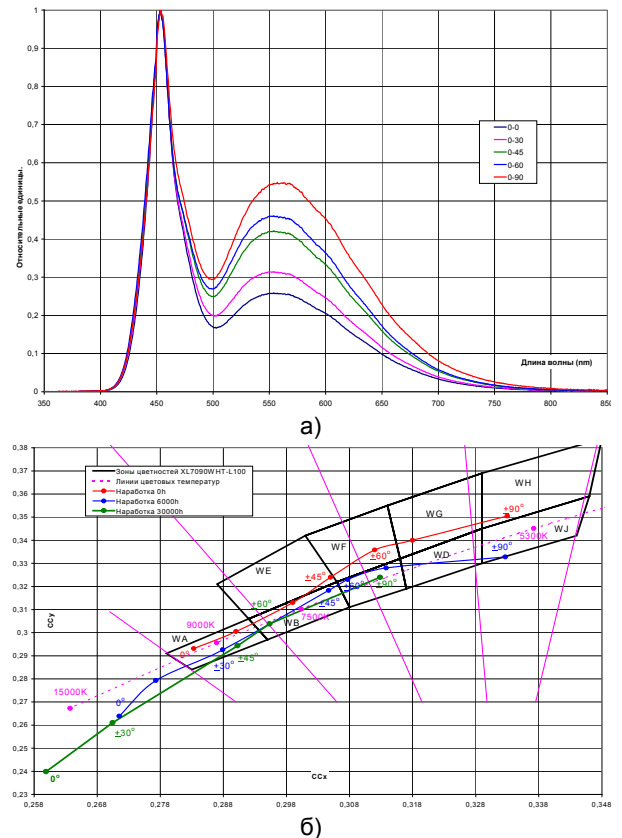 1
0,9
0,8
0,7
0,6
0,5
0,4
0,3
0,2
0,1
0
Относительные единицы.
0-0
0-30
0-45
0-60
0-90
Длина волны (nm)
350 400 450 500 550 600 650 700 750 800 850
а)
0,38
0,37
0,36
0,35
0,34
0,33
0,32
0,31
0,3
0,29
0,28
0,27
0,26
0,25
0,24
0,23
CCy
Зоны цветностей XL7090WHT-L100
Линии цветовых температур
Наработка 0h
Наработка 6000h
Наработка 30000h
WH
WG
WJ
+90°
5300K
WF
WE
±60°
WD
±90°
±45°
±60°
±90°
±60°
±45°
7500K
9000K
WB
WA
0°
±45°
±30°
15000K
0°
±30°
0°
CCx
0,258 0,268 0,278 0,288 0,298 0,308 0,318 0,328 0,338 0,348
б)